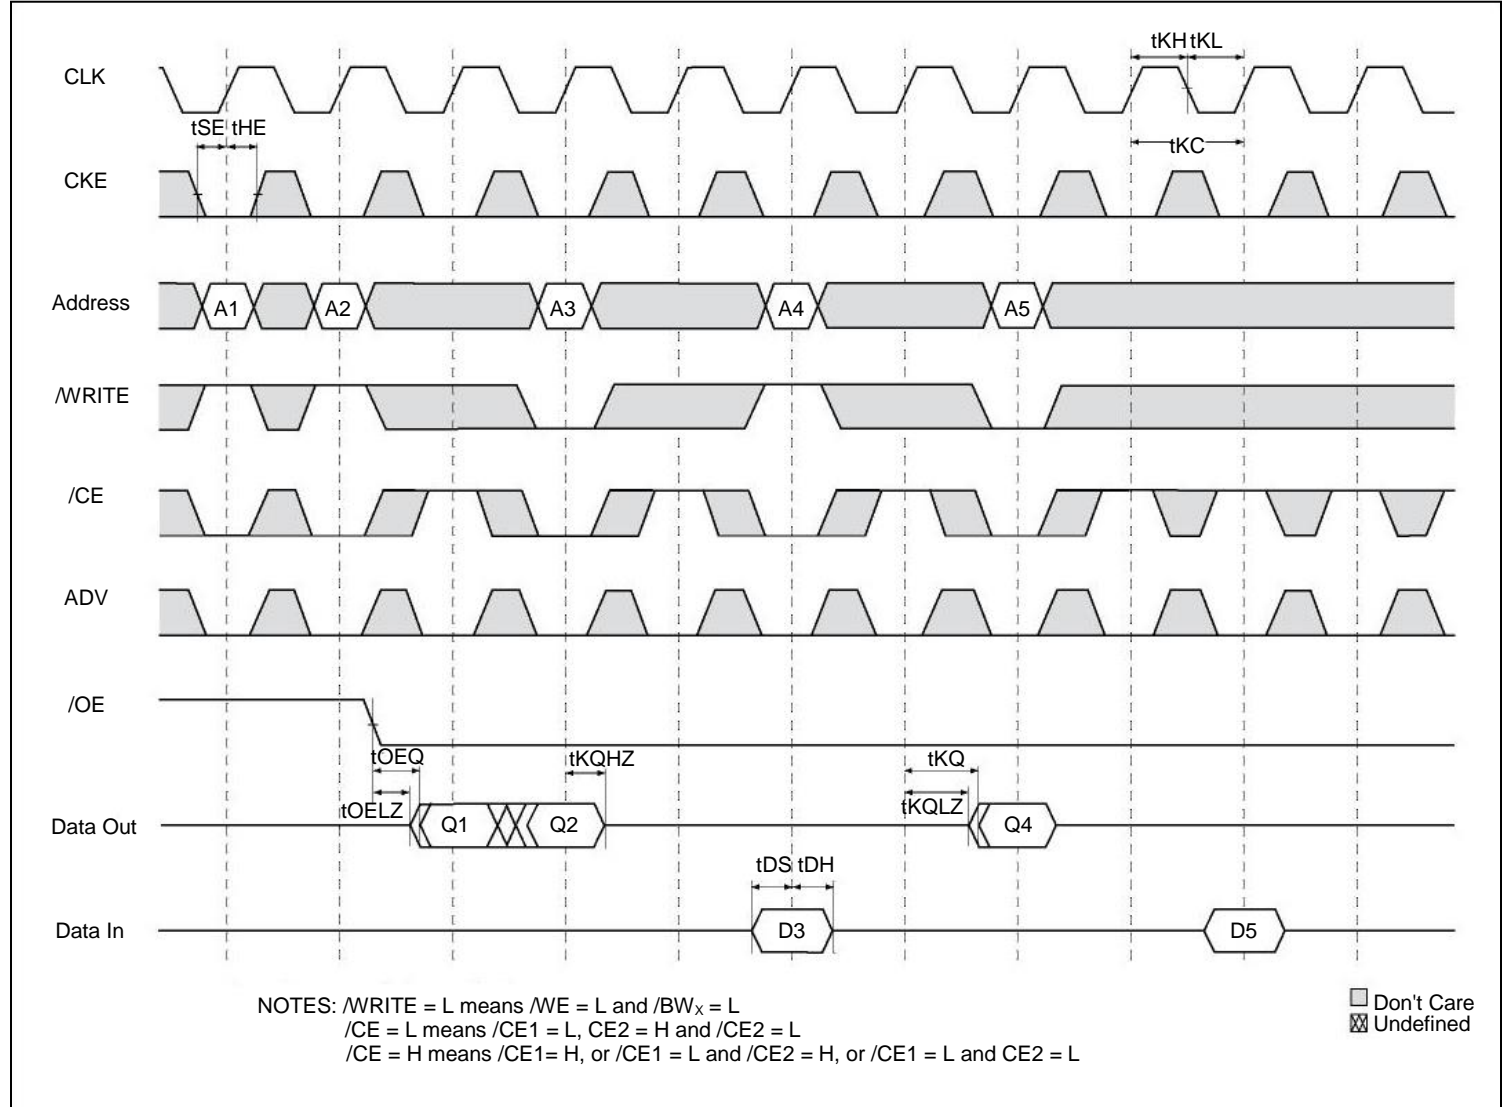 tKH tKL
CLK
tSE tHE
tKC
CKE
Address
A1
A2
A3
A4
A5
/WRITE
/CE
ADV
/OE
tOEQ
tKQHZ
tKQ
tOELZ
tKQLZ
Data Out
Q1
Q2
Q4
tDS tDH
Data In
D3
D5
NOTES: /WRITE = L means /WE = L and /BWX = L
/CE = L means /CE1 = L, CE2 = H and /CE2 = L
/CE = H means /CE1= H, or /CE1 = L and /CE2 = H, or /CE1 = L and CE2 = L
Don't Care
Undefined